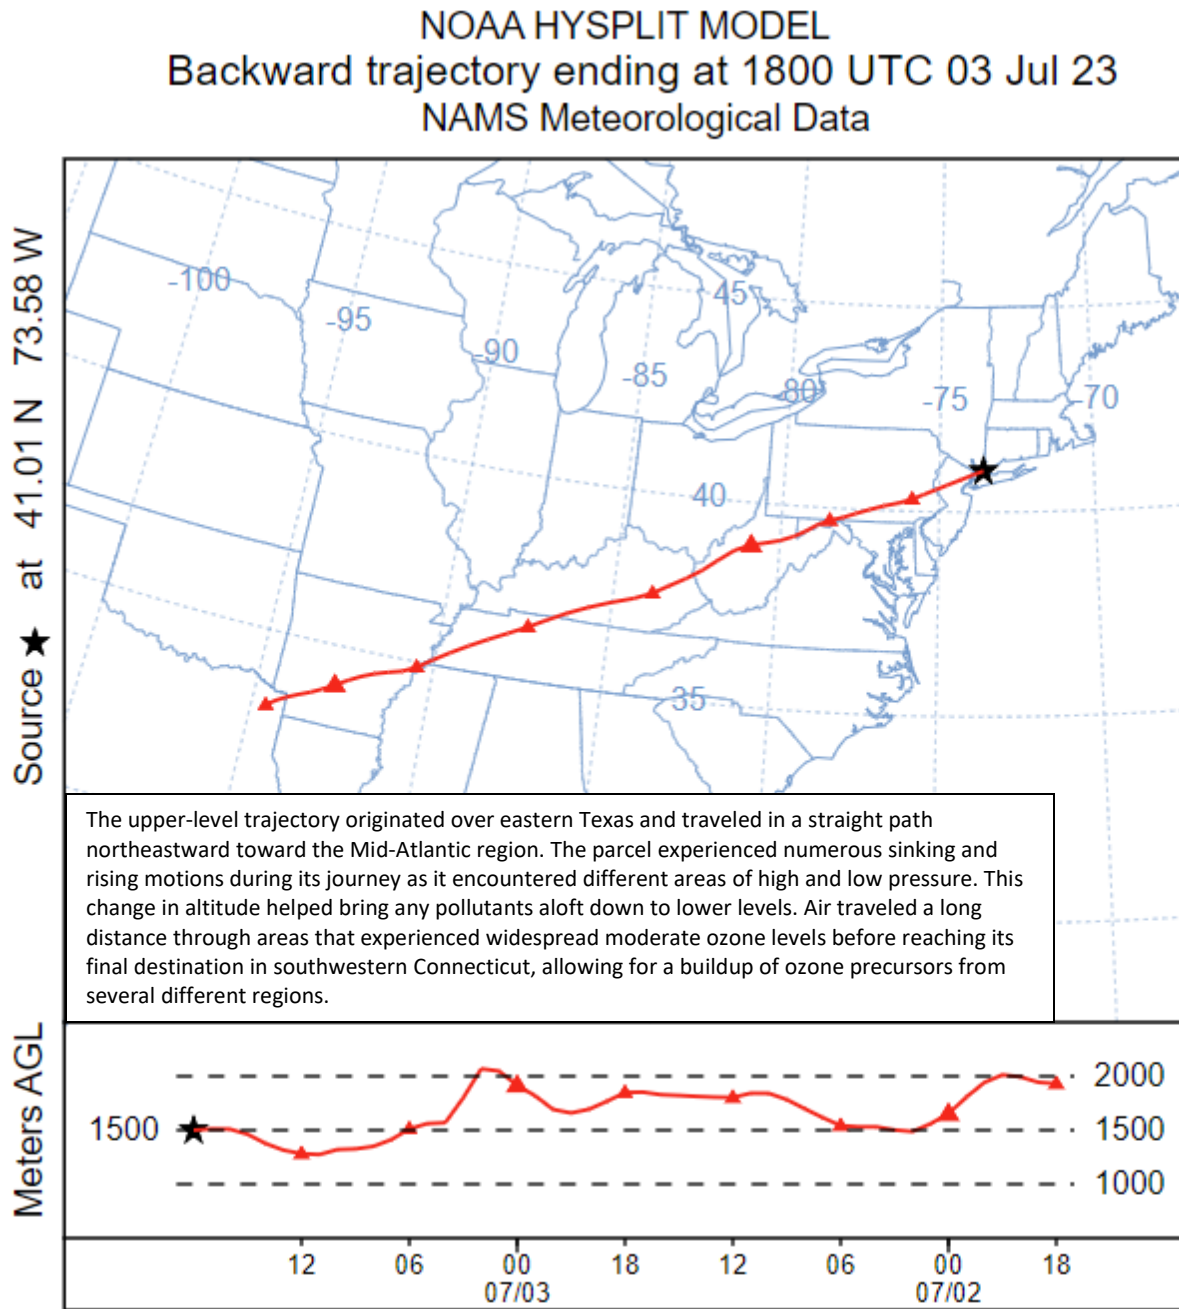 NOAA HYSPLIT MODEL
Backward trajectory ending at 1800 UTC 03 Jul 23
NAMS Meteorological Data
Source ★ at 41.01 N 73.58 W
-100
-95
-90
-85
-80
-75
-70
45
40
35
The upper-level trajectory originated over eastern Texas and traveled in a straight path
northeastward toward the Mid-Atlantic region. The parcel experienced numerous sinking and
rising motions during its journey as it encountered different areas of high and low pressure. This
change in altitude helped bring any pollutants aloft down to lower levels. Air traveled a long
distance through areas that experienced widespread moderate ozone levels before reaching its
final destination in southwestern Connecticut, allowing for a buildup of ozone precursors from
several different regions.
Meters AGL
1500
2000
1500
1000
12 06 00 18 12 06 00 18
07/03 07/02